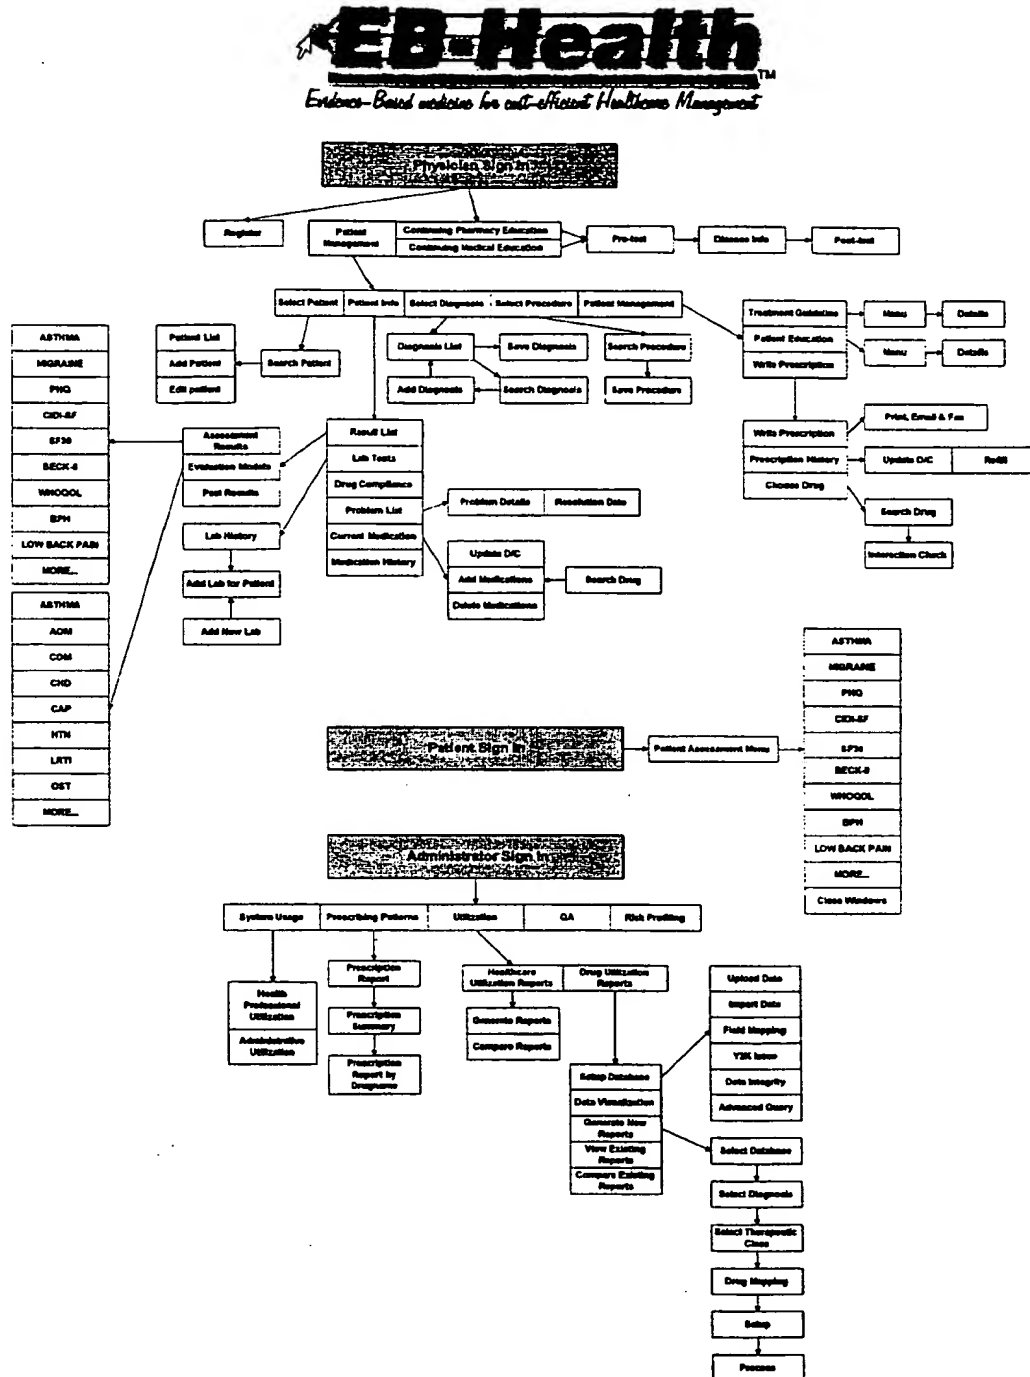 EB-Health
TM
Evidence-Based medicine for cost-efficient Healthcare Management
Physician Sign In
Register
Patient
Management
Continuing Pharmacy Education
Continuing Medical Education
Pre-test
Disease Info
Post-test
Select Patient
Patient Info
Select Diagnosis
Select Procedure
Patient Management
ASTHMA
MIGRAINE
PHQ
CIDI-SF
SF36
BECK-II
WHOQOL
BPH
LOW BACK PAIN
MORE...
Patient List
Add Patient
Edit patient
Search Patient
Diagnosis List
Save Diagnosis
Add Diagnosis
Search Diagnosis
Search Procedure
Save Procedure
Treatment Guideline
Patient Education
Write Prescription
Menu
Details
Menu
Details
Assessment
Results
Evaluation Models
Past Results
Lab History
Add Lab for Patient
Add New Lab
Result List
Lab Tests
Drug Compliance
Problem List
Current Medication
Medication History
Problem Details
Resolution Date
Update D/C
Add Medications
Delete Medications
Search Drug
Write Prescription
Prescription History
Choose Drug
Print, Email & Fax
Update D/C
Refill
Search Drug
Interaction Check
ASTHMA
AOM
COM
CHD
CAP
HTN
LRTI
OST
MORE...
Patient Sign In
Patient Assessment Menu
ASTHMA
MIGRAINE
PHQ
CIDI-SF
SF36
BECK-II
WHOQOL
BPH
LOW BACK PAIN
MORE...
Close Windows
Administrator Sign In
System Usage
Prescribing Patterns
Utilization
QA
Risk Profiling
Health
Professional
Utilization
Administrative
Utilization
Prescription
Report
Prescription
Summary
Prescription
Report by
Drugname
Healthcare
Utilization Reports
Drug Utilization
Reports
Generate Reports
Compare Reports
Setup Database
Data Visualization
Generate New
Reports
View Existing
Reports
Compare Existing
Reports
Upload Data
Import Data
Field Mapping
Y2K Issue
Data Integrity
Advanced Query
Select Database
Select Diagnosis
Select Therapeutic
Class
Drug Mapping
Setup
Process